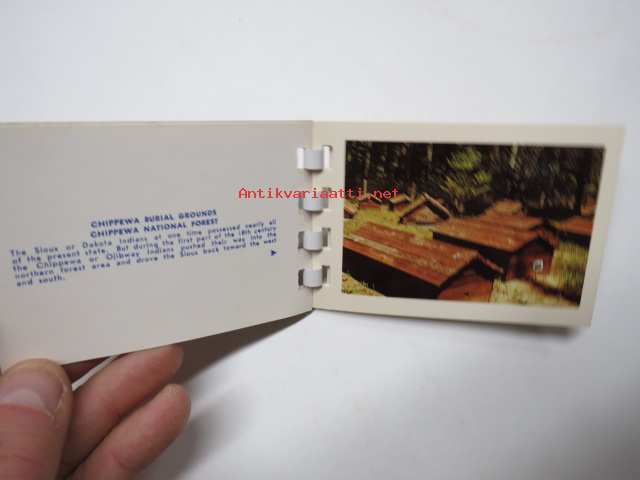 CHIPPEWA BURIAL GROUNDS
CHIPPEWA NATIONAL FOREST
The Sioux or Dakota Indians at one time possessed nearly all
of the present state. But during the first part of the 18th century
the Chippewa or Ojibway Indians pushed their way into the
northern forest area and drove the Sioux back toward the west
and south.
Antikvariaatti.net